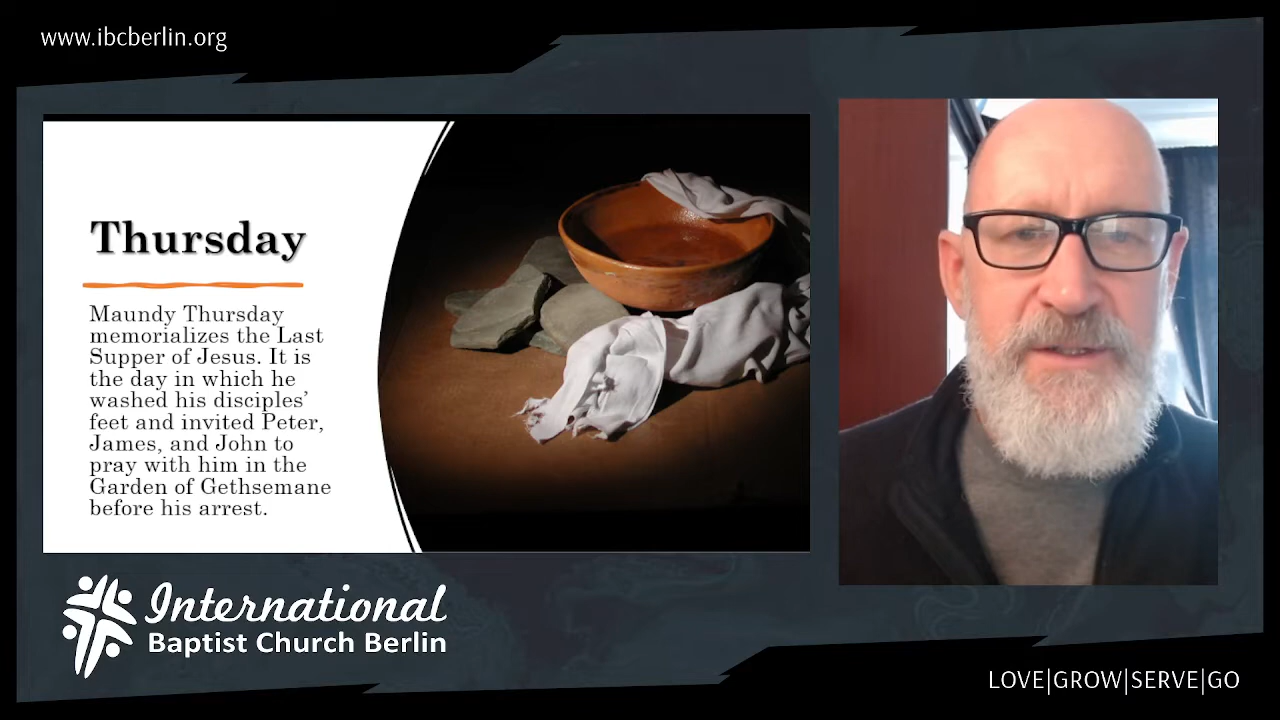 www.ibcberlin.org
Thursday
Maundy Thursday
memorializes the Last
Supper of Jesus. It is
the day in which he
washed his disciples’
feet and invited Peter,
James, and John to
pray with him in the
Garden of Gethsemane
before his arrest.
International
Baptist Church Berlin
LOVE|GROW|SERVE|GO